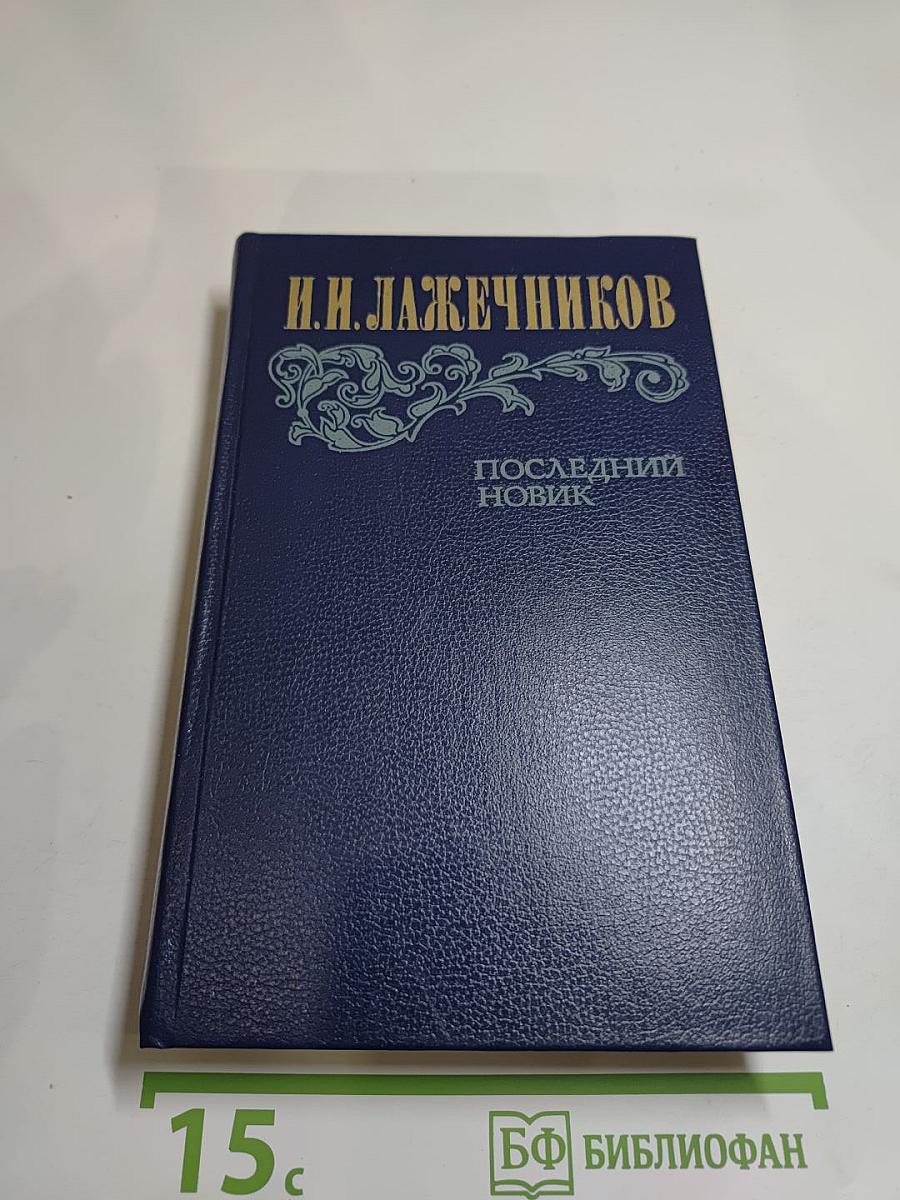 И.И.ЛАЖЕЧНИКОВ
ПОСЛЕДНИЙ
НОВИК
15с
БФ БИБЛИОФАН